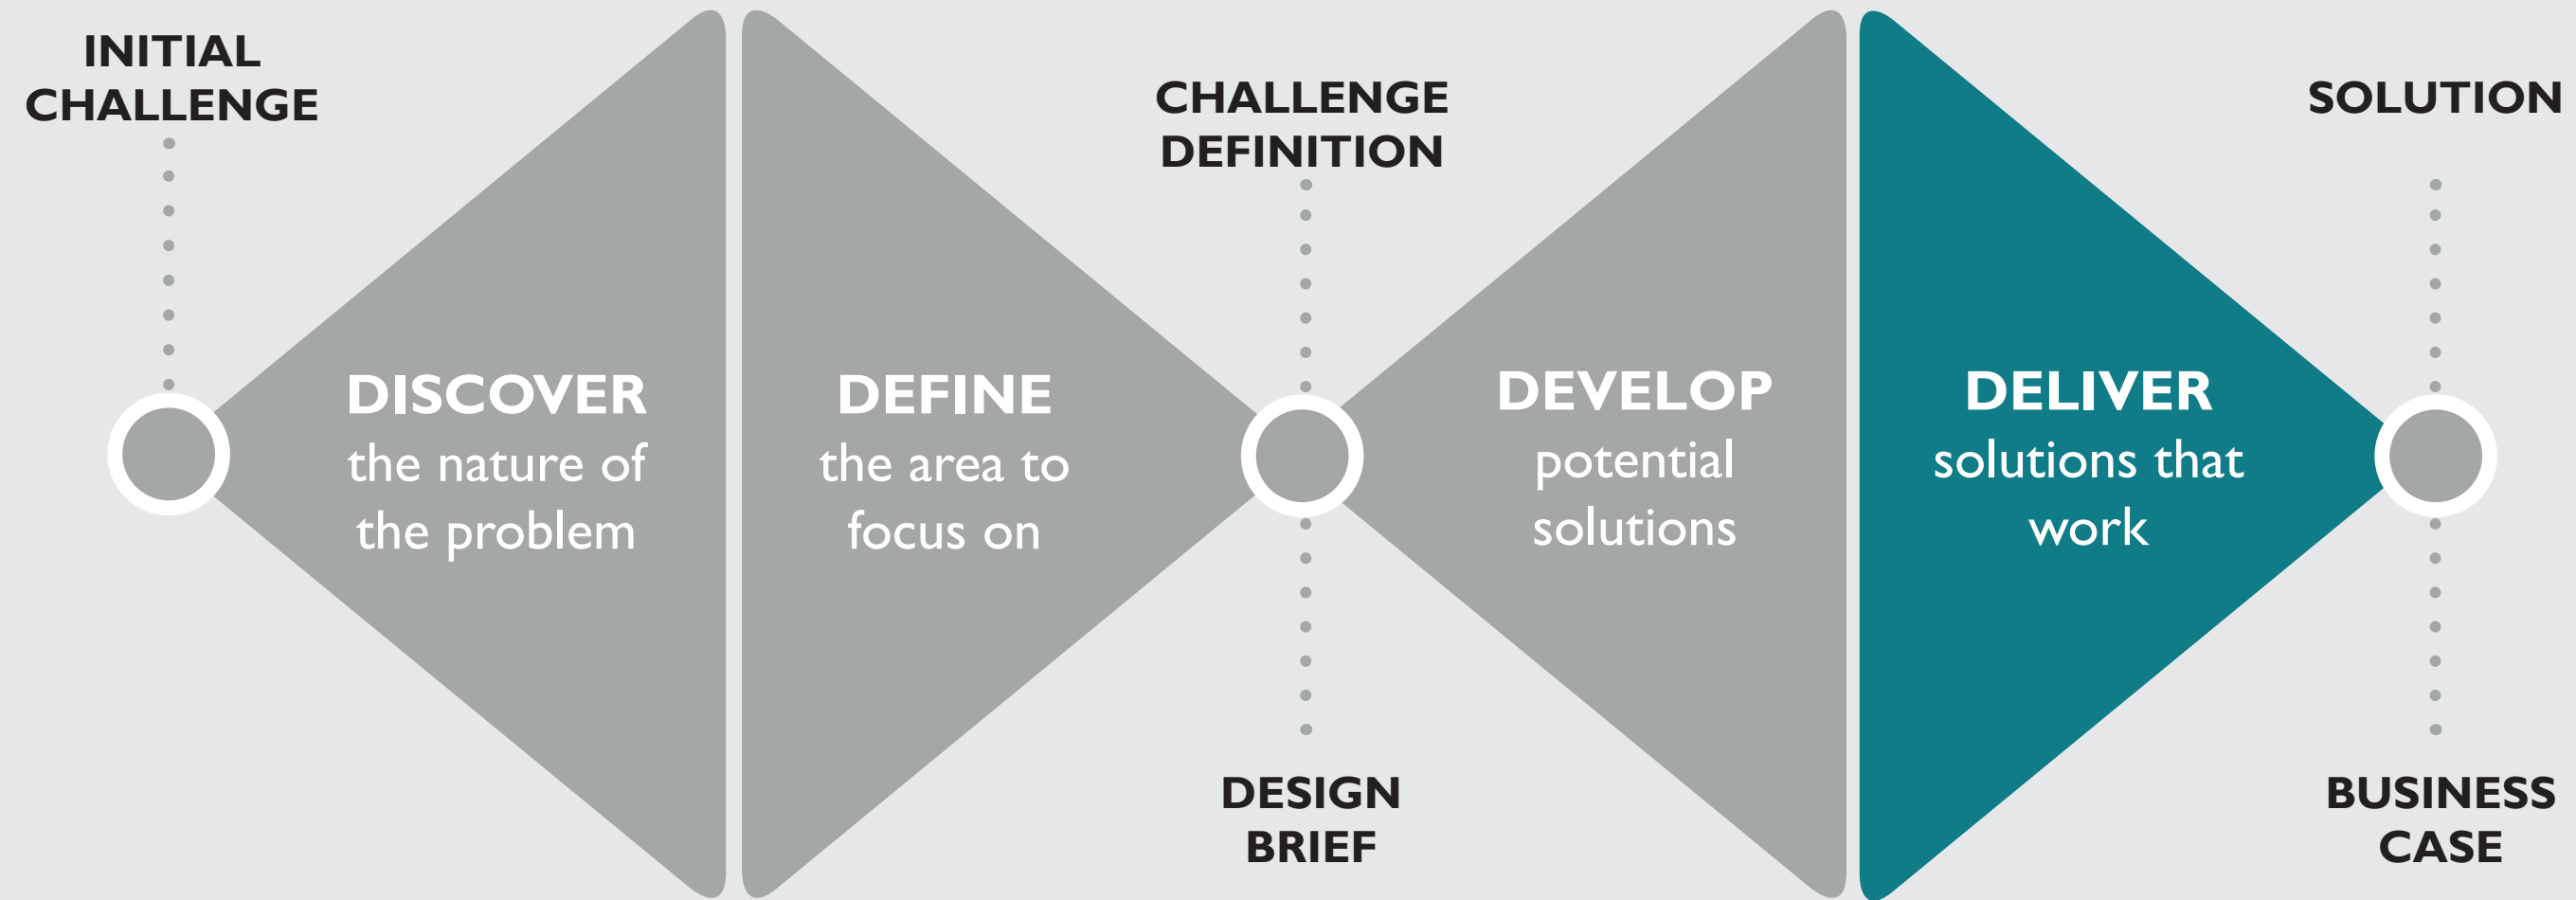 INITIAL
CHALLENGE
DISCOVER
the nature of
the problem
DEFINE
the area to
focus on
CHALLENGE
DEFINITION
DESIGN
BRIEF
DEVELOP
potential
solutions
DELIVER
solutions that
work
SOLUTION
BUSINESS
CASE